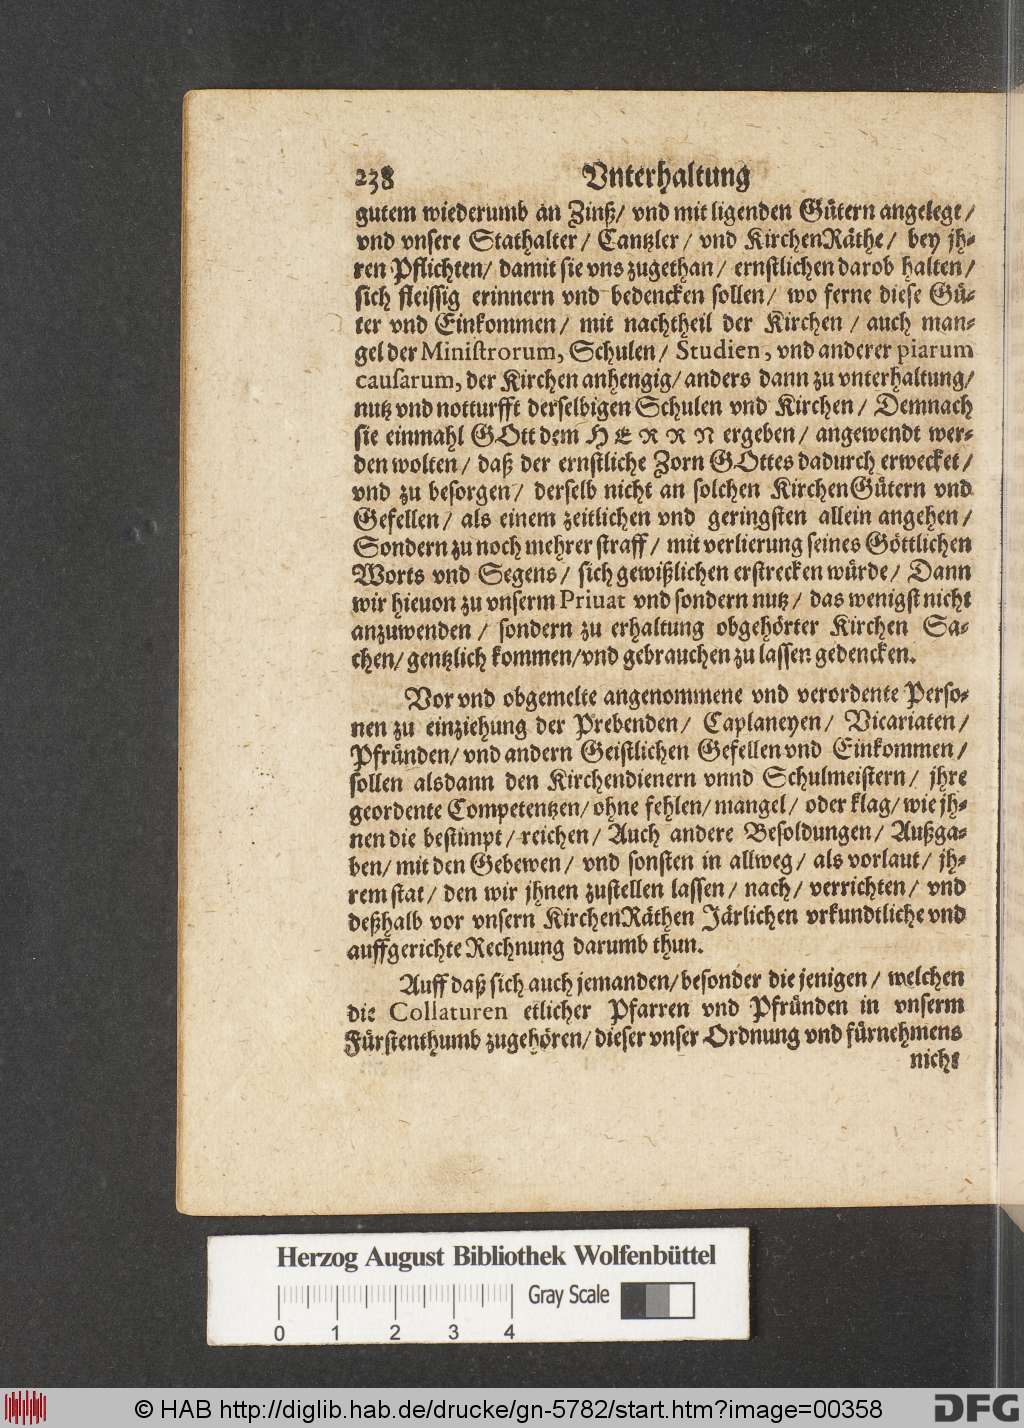 238 Vnterhaltung
gutem wiederumb an Zinß/ vnd mit ligenden Gütern angelegt/
vnd vnsere Stathalter/ Cantzler/ vnd KirchenRäthe/ bey jh-
ren Pflichten/ damit sie vns zugethan/ ernstlichen darob halten/
sich fleissig erinnern vnd bedencken sollen/ wo ferne diese Gü-
ter vnd Einkommen/ mit nachtheil der Kirchen/ auch man-
gel der Ministrorum, Schulen/ Studien, vnd anderer piarum
causarum, der Kirchen anhengig/ anders dann zu vnterhaltung/
nutz vnd notturfft derselbigen Schulen vnd Kirchen/ Demnach
sie einmahl GOtt dem HERRN ergeben/ angewendt wer-
den wolten/ daß der ernstliche Zorn GOttes dadurch erwecket/
vnd zu besorgen/ derselb nicht an solchen KirchenGütern vnd
Gefellen/ als einem zeitlichen vnd geringsten allein angehen/
Sondern zu noch mehrer straff/ mit verlierung seines Göttlichen
Worts vnd Segens/ sich gewißlichen erstrecken würde/ Dann
wir hieuon zu vnserm Priuat vnd sondern nutz/ das wenigst nicht
anzuwenden/ sondern zu erhaltung obgehörter Kirchen Sa-
chen/ gentzlich kommen/ vnd gebrauchen zu lassen gedencken.
Vor vnd obgemelte angenommene vnd verordente Perso-
nen zu einziehung der Prebenden/ Caplaneyen/ Vicariaten/
Pfründen/ vnd andern Geistlichen Gefellen vnd Einkommen/
sollen alsdann den Kirchendienern vnnd Schulmeistern/ jhre
geordente Competentzen/ ohne fehlen/ mangel/ oder klag/ wie jh-
nen die bestimpt/ reichen/ Auch andere Besoldungen/ Außga-
ben/ mit den Gebewen/ vnd sonsten in allweg/ als vorlaut/ jh-
rem stat/ den wir jhnen zustellen lassen/ nach/ verrichten/ vnd
deßhalb vor vnsern KirchenRäthen Järlichen vrkundtliche vnd
auffgerichte Rechnung darumb thun.
Auff daß sich auch jemanden/ besonder die jenigen/ welchen
die Collaturen etlicher Pfarren vnd Pfründen in vnserm
Fürstenthumb zugehören/ dieser vnser Ordnung vnd fürnehmens
nicht
Herzog August Bibliothek Wolfenbüttel
Gray Scale
0 1 2 3 4
© HAB http://diglib.hab.de/drucke/gn-5782/start.htm?image=00358
DFG